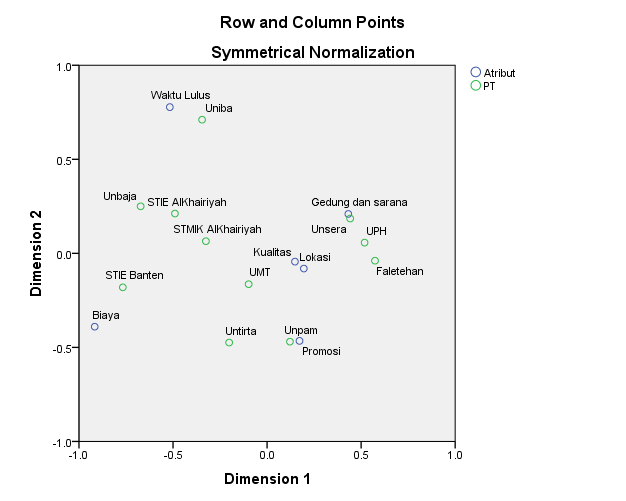 Row and Column Points
Symmetrical Normalization
Atribut
PT
1.0
0.5
0.0
-0.5
-1.0
Dimension 2
Waktu Lulus
Uniba
Unbaja
STIE AlKhairiyah
Gedung dan sarana
STMIK AlKhairiyah
Unsera
UPH
Kualitas
Lokasi
Faletehan
STIE Banten
UMT
Biaya
Untirta
Unpam
Promosi
-1.0
-0.5
0.0
0.5
1.0
Dimension 1